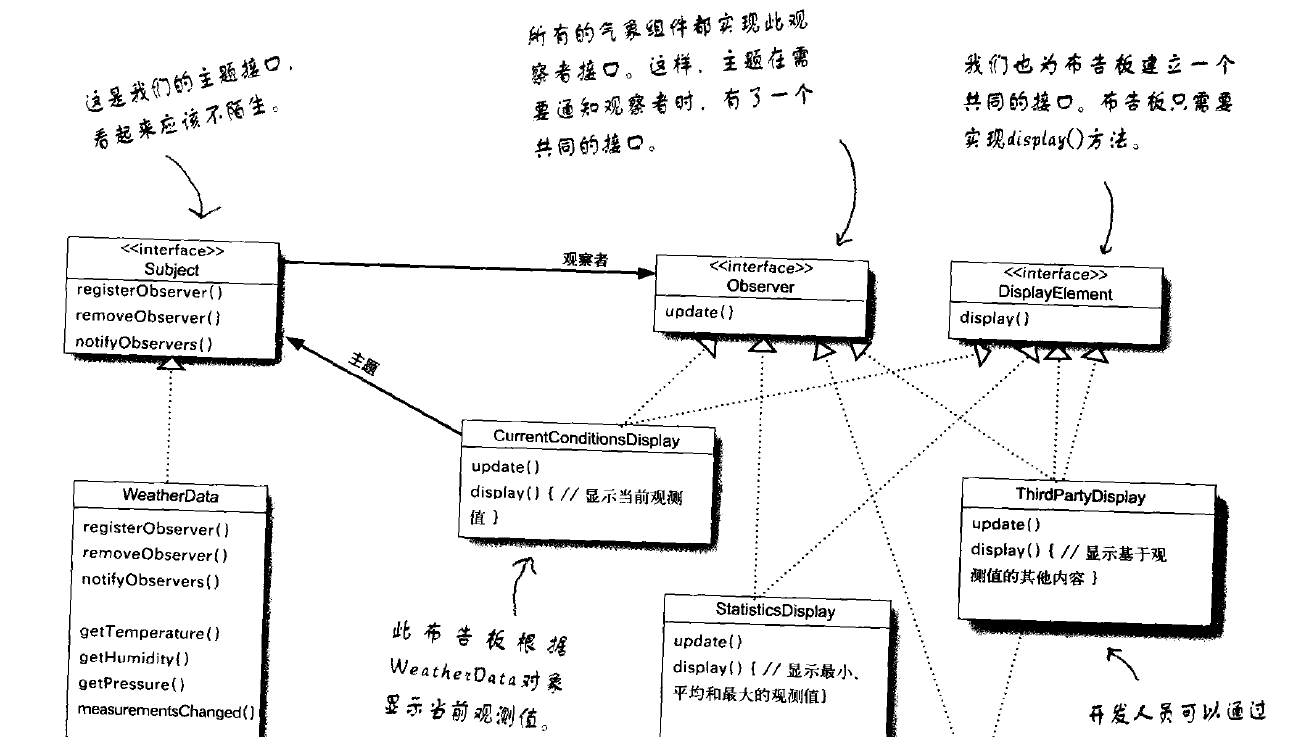 这是我们的主题接口，
看起来应该不陌生。
所有的气象组件都实现此观
察者接口。这样，主题在需
要通知观察者时，有了一个
共同的接口。
我们也为布告板建立一个
共同的接口。布告板只需要
实现display()方法。
<<interface>>
Subject
registerObserver()
removeObserver()
notifyObservers()
观察者
<<interface>>
Observer
update()
<<interface>>
DisplayElement
display()
主题
CurrentConditionsDisplay
update()
display() { // 显示当前观测
值 }
WeatherData
registerObserver()
removeObserver()
notifyObservers()
getTemperature()
getHumidity()
getPressure()
measurementsChanged()
此布告板根据
WeatherData对象
显示当前观测值。
StatisticsDisplay
update()
display() { // 显示最小、
平均和最大的观测值}
ThirdPartyDisplay
update()
display() { // 显示基于观
测值的其他内容 }
开发人员可以通过